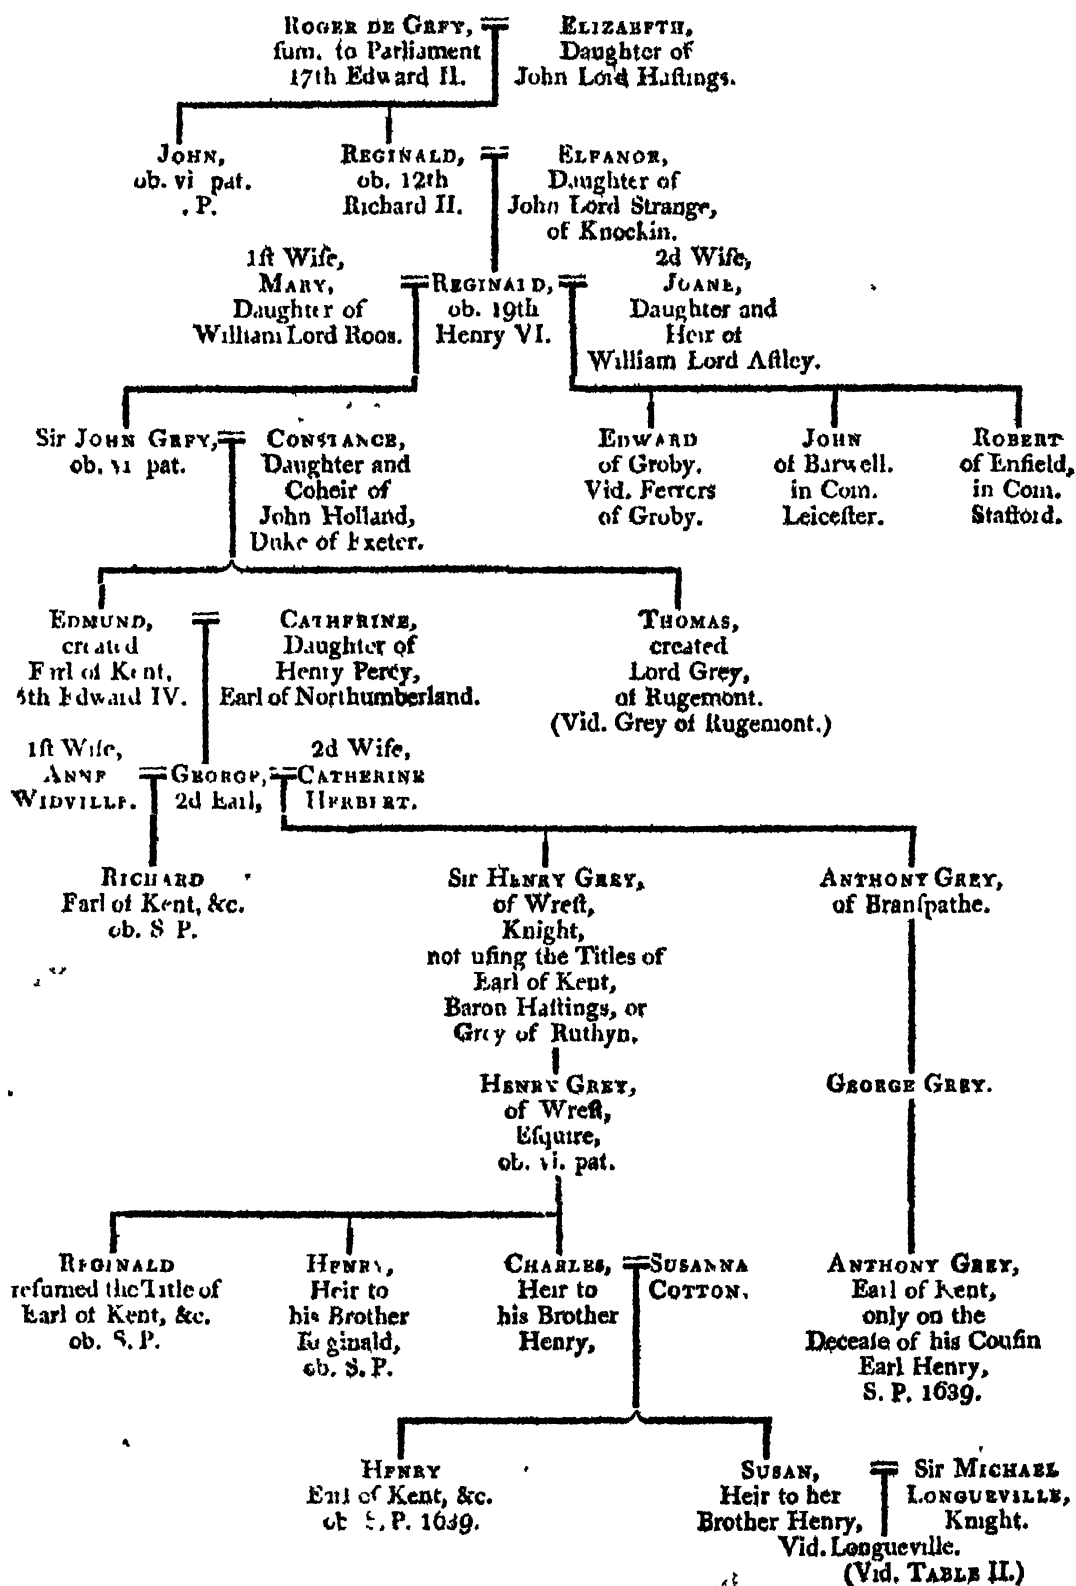 ROGER DE GREY,
sum. to Parliament
17th Edward II.
ELIZABETH,
Daughter of
John Lord Hastings.
JOHN,
ob. vi pat.
. P.
REGINALD,
ob. 12th
Richard II.
ELEANOR,
Daughter of
John Lord Strange,
of Knockin.
1st Wife,
MARY,
Daughter of
William Lord Roos.
REGINALD,
ob. 19th
Henry VI.
2d Wife,
JOANE,
Daughter and
Heir of
William Lord Astley.
Sir JOHN GREY,
ob. vi pat.
CONSTANCE,
Daughter and
Coheir of
John Holland,
Duke of Exeter.
EDWARD
of Groby.
Vid. Ferrers
of Groby.
JOHN
of Barwell.
in Com.
Leicester.
ROBERT
of Enfield,
in Com.
Stafford.
EDMUND,
created
Earl of Kent,
5th Edward IV.
CATHERINE,
Daughter of
Henry Percy,
Earl of Northumberland.
THOMAS,
created
Lord Grey,
of Rugemont.
(Vid. Grey of Rugemont.)
1st Wife,
ANNE
WIDVILLE.
GEORGE,
2d Earl,
2d Wife,
CATHERINE
HERBERT.
RICHARD
Earl of Kent, &c.
ob. S P.
Sir HENRY GREY,
of Wrest,
Knight,
not using the Titles of
Earl of Kent,
Baron Hastings, or
Grey of Ruthyn.
ANTHONY GREY,
of Branspathe.
HENRY GREY,
of Wrest,
Esquire,
ob. vi. pat.
GEORGE GREY.
REGINALD
resumed the Title of
Earl of Kent, &c.
ob. S. P.
HENRY,
Heir to
his Brother
Reginald,
ob. S. P.
CHARLES,
Heir to
his Brother
Henry,
SUSANNA
COTTON.
ANTHONY GREY,
Earl of Kent,
only on the
Decease of his Cousin
Earl Henry,
S. P. 1639.
HENRY
Earl of Kent, &c.
ob S. P. 1639.
SUSAN,
Heir to her
Brother Henry,
Sir MICHAEL
LONGUEVILLE,
Knight.
Vid. Longueville.
(Vid. TABLE II.)